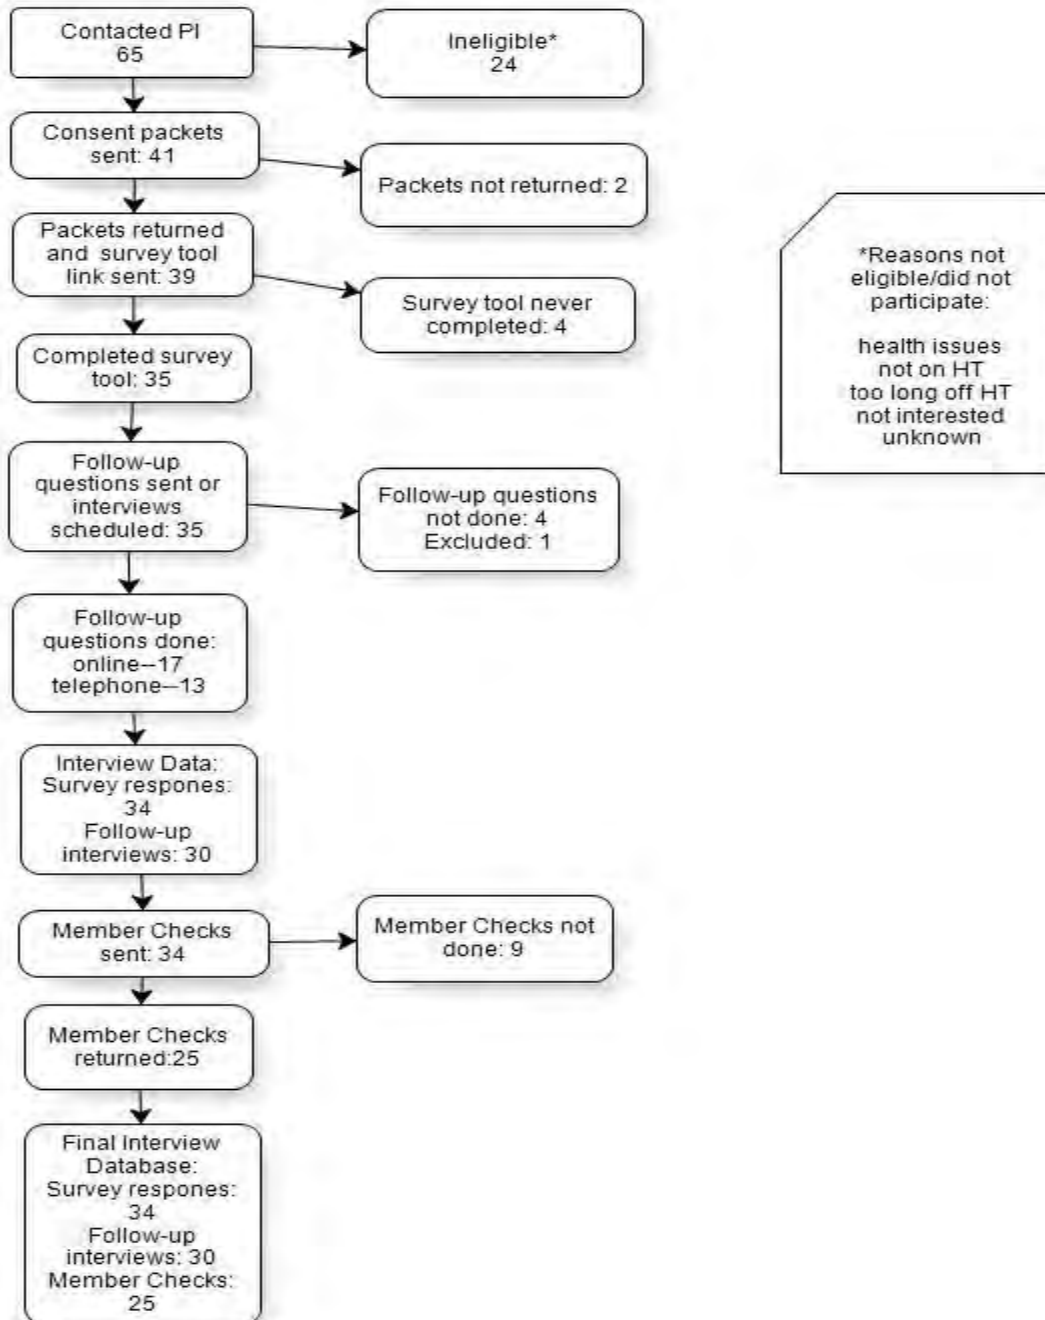 Contacted PI
65
Ineligible*
24
Consent packets
sent: 41
Packets not returned: 2
Packets returned
and survey tool
link sent: 39
Survey tool never
completed: 4
*Reasons not
eligible/did not
participate:
health issues
not on HT
too long off HT
not interested
unknown
Completed survey
tool: 35
Follow-up
questions sent or
interviews
scheduled: 35
Follow-up questions
not done: 4
Excluded: 1
Follow-up
questions done:
online--17
telephone--13
Interview Data:
Survey respones:
34
Follow-up
interviews: 30
Member Checks
sent: 34
Member Checks not
done: 9
Member Checks
returned:25
Final Interview
Database:
Survey respones:
34
Follow-up
interviews: 30
Member Checks:
25